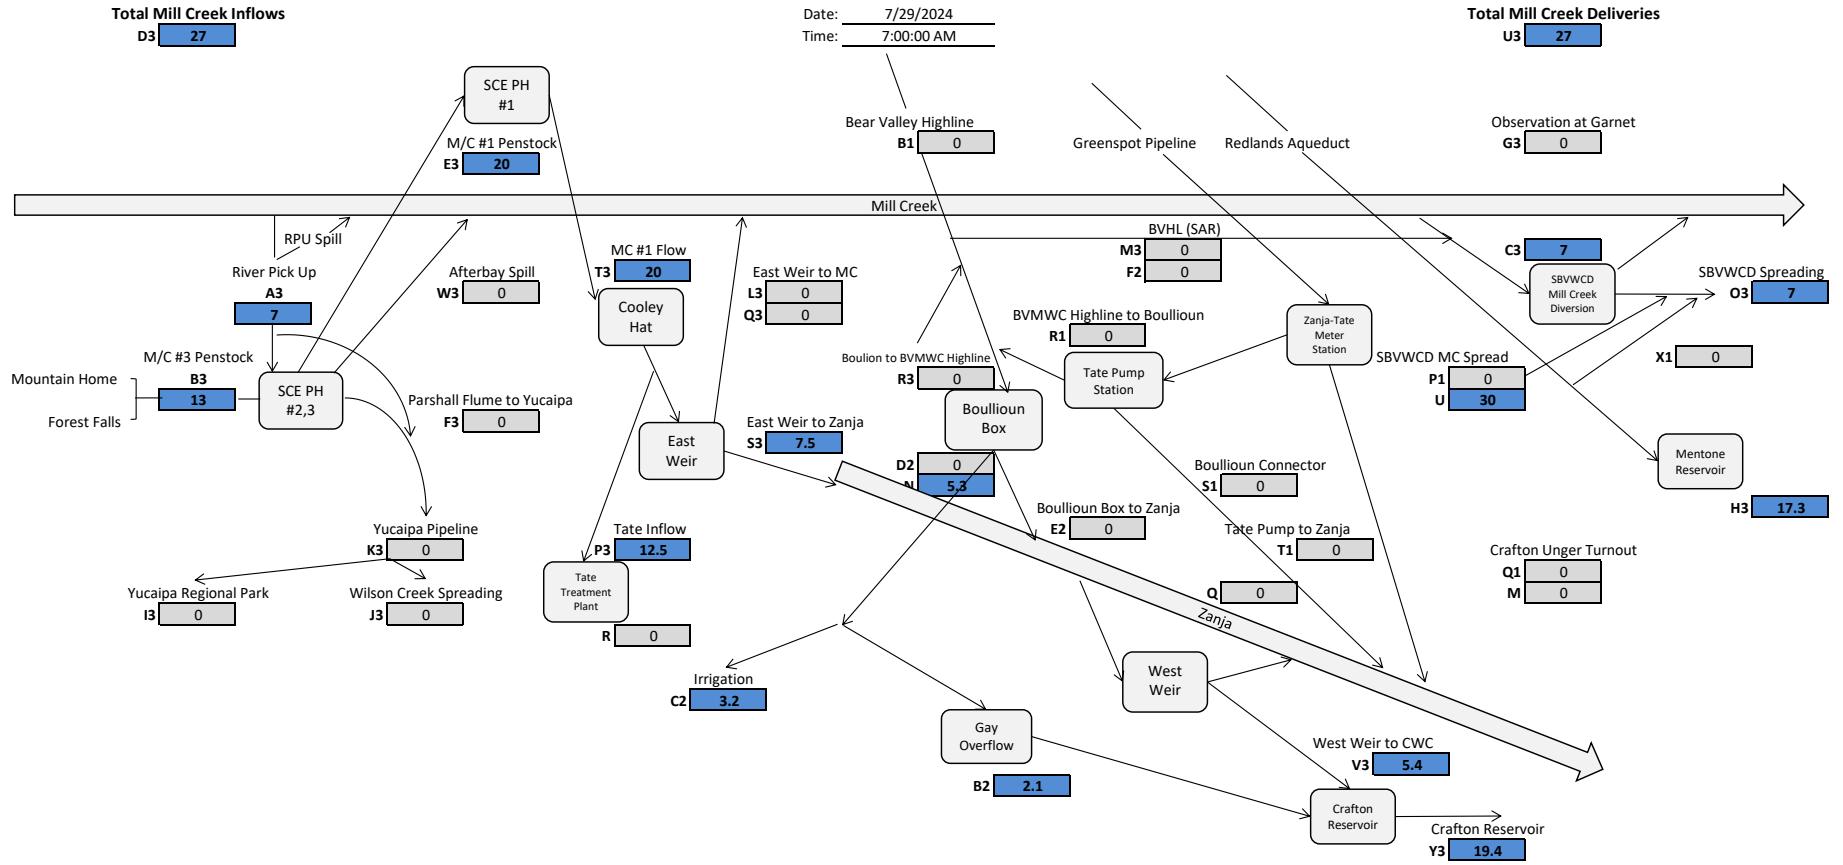 Total Mill Creek Inflows
D3 27
Date: 7/29/2024
Time: 7:00:00 AM
Total Mill Creek Deliveries
U3 27
SCE PH
#1
M/C #1 Penstock
E3 20
Bear Valley Highline
B1 0
Greenspot Pipeline
Redlands Aqueduct
Observation at Garnet
G3 0
Mill Creek
RPU Spill
River Pick Up
A3
7
Afterbay Spill
W3 0
MC #1 Flow
T3 20
Cooley
Hat
East Weir to MC
L3 0
Q3 0
BVHL (SAR)
M3 0
F2 0
C3 7
SBVWCD
Mill Creek
Diversion
SBVWCD Spreading
O3 7
BVMWC Highline to Boullioun
R1 0
Zanja-Tate
Meter
Station
M/C #3 Penstock
B3
13
Mountain Home
Forest Falls
SCE PH
#2,3
Parshall Flume to Yucaipa
F3 0
Boulion to BVMWC Highline
R3 0
Tate Pump
Station
SBVWCD MC Spread
P1 0
U 30
X1 0
Boullioun
Box
East
Weir
East Weir to Zanja
S3 7.5
D2 0
N 5.3
Boullioun Connector
S1 0
Mentone
Reservoir
H3 17.3
Boullioun Box to Zanja
E2 0
Yucaipa Pipeline
K3 0
Tate Inflow
P3 12.5
Tate Pump to Zanja
T1 0
Crafton Unger Turnout
Q1 0
M 0
Tate
Treatment
Plant
Yucaipa Regional Park
I3 0
Wilson Creek Spreading
J3 0
Q 0
Zanja
R 0
West
Weir
Irrigation
C2 3.2
Gay
Overflow
B2 2.1
West Weir to CWC
V3 5.4
Crafton
Reservoir
Crafton Reservoir
Y3 19.4